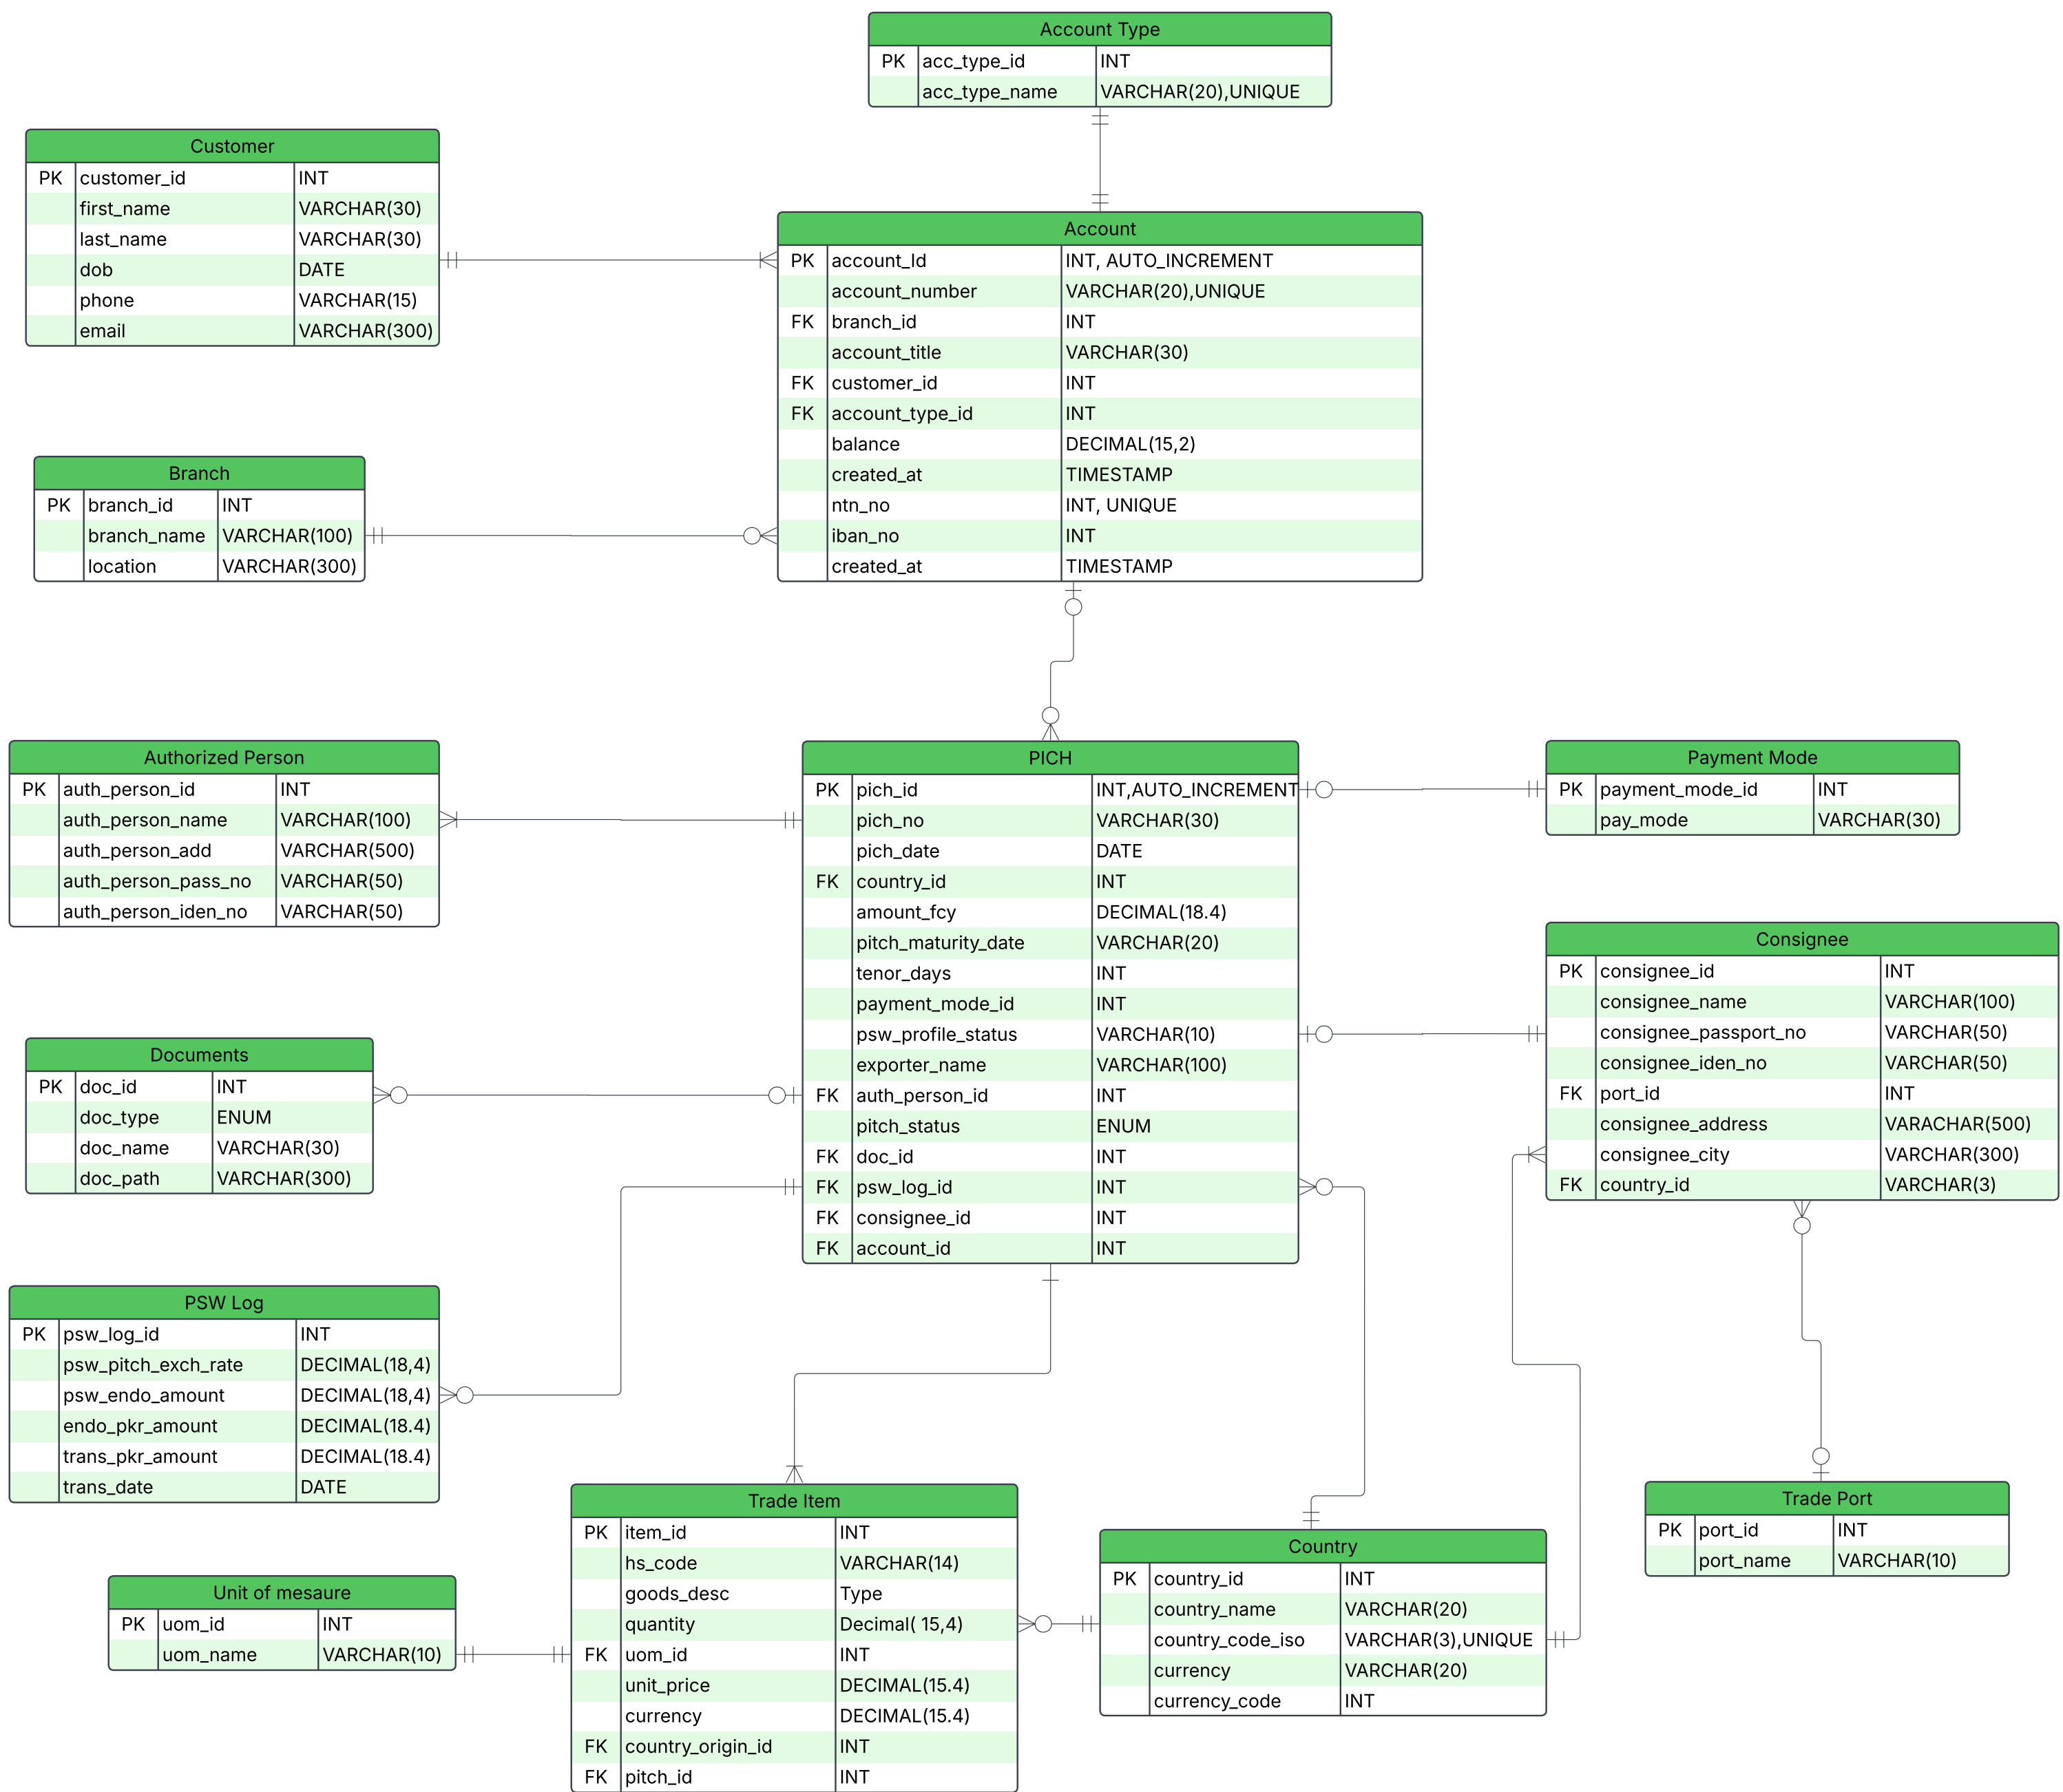 Account Type
PK acc_type_id INT
acc_type_name VARCHAR(20),UNIQUE
Customer
PK customer_id INT
first_name VARCHAR(30)
last_name VARCHAR(30)
dob DATE
phone VARCHAR(15)
email VARCHAR(300)
Account
PK account_Id INT, AUTO_INCREMENT
account_number VARCHAR(20),UNIQUE
FK branch_id INT
account_title VARCHAR(30)
FK customer_id INT
FK account_type_id INT
balance DECIMAL(15,2)
created_at TIMESTAMP
ntn_no INT, UNIQUE
iban_no INT
created_at TIMESTAMP
Branch
PK branch_id INT
branch_name VARCHAR(100)
location VARCHAR(300)
Authorized Person
PK auth_person_id INT
auth_person_name VARCHAR(100)
auth_person_add VARCHAR(500)
auth_person_pass_no VARCHAR(50)
auth_person_iden_no VARCHAR(50)
PICH
PK pich_id INT,AUTO_INCREMENT
pich_no VARCHAR(30)
pich_date DATE
FK country_id INT
amount_fcy DECIMAL(18.4)
pitch_maturity_date VARCHAR(20)
tenor_days INT
payment_mode_id INT
psw_profile_status VARCHAR(10)
exporter_name VARCHAR(100)
FK auth_person_id INT
pitch_status ENUM
FK doc_id INT
FK psw_log_id INT
FK consignee_id INT
FK account_id INT
Payment Mode
PK payment_mode_id INT
pay_mode VARCHAR(30)
Consignee
PK consignee_id INT
consignee_name VARCHAR(100)
consignee_passport_no VARCHAR(50)
consignee_iden_no VARCHAR(50)
FK port_id INT
consignee_address VARACHAR(500)
consignee_city VARCHAR(300)
FK country_id VARCHAR(3)
Documents
PK doc_id INT
doc_type ENUM
doc_name VARCHAR(30)
doc_path VARCHAR(300)
PSW Log
PK psw_log_id INT
psw_pitch_exch_rate DECIMAL(18,4)
psw_endo_amount DECIMAL(18,4)
endo_pkr_amount DECIMAL(18.4)
trans_pkr_amount DECIMAL(18.4)
trans_date DATE
Trade Item
PK item_id INT
hs_code VARCHAR(14)
goods_desc Type
quantity Decimal( 15,4)
FK uom_id INT
unit_price DECIMAL(15.4)
currency DECIMAL(15.4)
FK country_origin_id INT
FK pitch_id INT
Unit of mesaure
PK uom_id INT
uom_name VARCHAR(10)
Country
PK country_id INT
country_name VARCHAR(20)
country_code_iso VARCHAR(3),UNIQUE
currency VARCHAR(20)
currency_code INT
Trade Port
PK port_id INT
port_name VARCHAR(10)